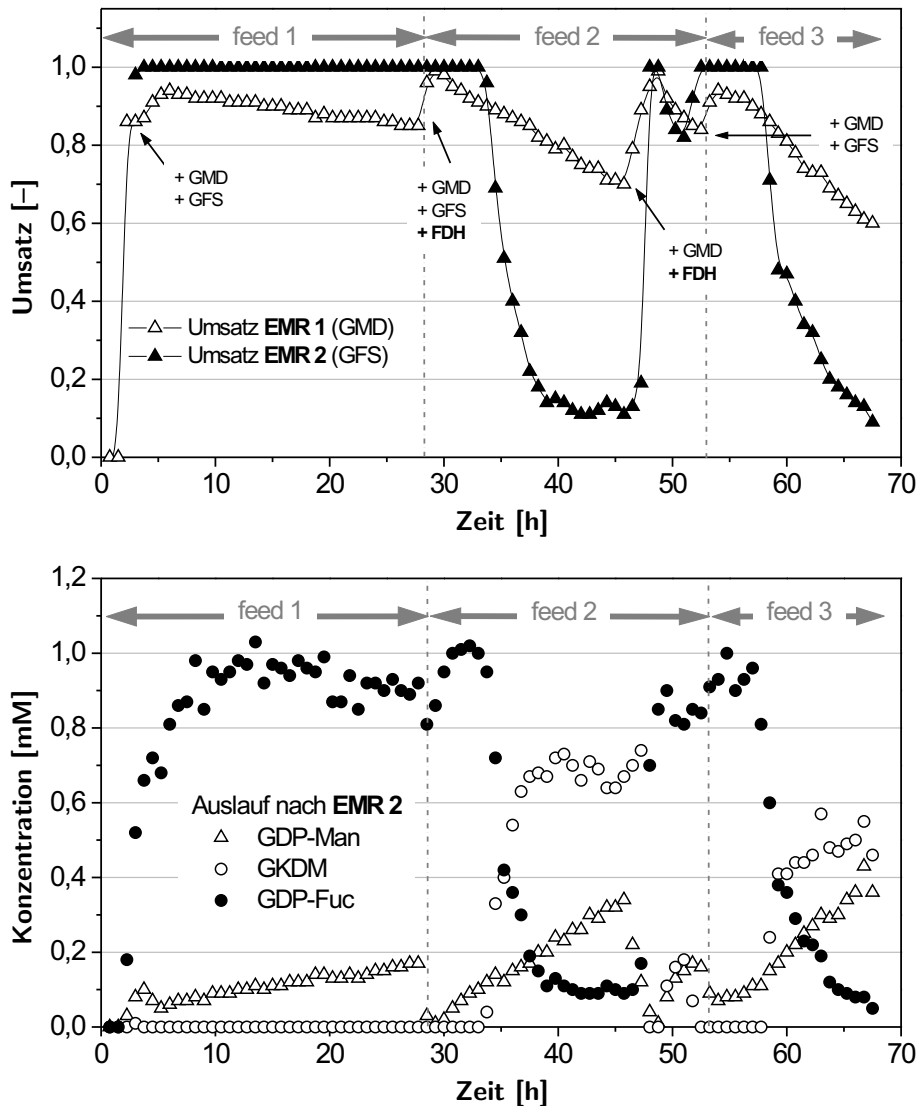 feed 1 feed 2 feed 3
1,0
0,8
0,6
0,4
0,2
0,0
Umsatz [–]
+ GMD
+ GFS
+ GMD
+ GFS
+ FDH
+ GMD
+ FDH
+ GMD
+ GFS
Umsatz EMR 1 (GMD)
Umsatz EMR 2 (GFS)
0 10 20 30 40 50 60 70
Zeit [h]
feed 1 feed 2 feed 3
1,2
1,0
0,8
0,6
0,4
0,2
0,0
Konzentration [mM]
Auslauf nach EMR 2
GDP-Man
GKDM
GDP-Fuc
0 10 20 30 40 50 60 70
Zeit [h]